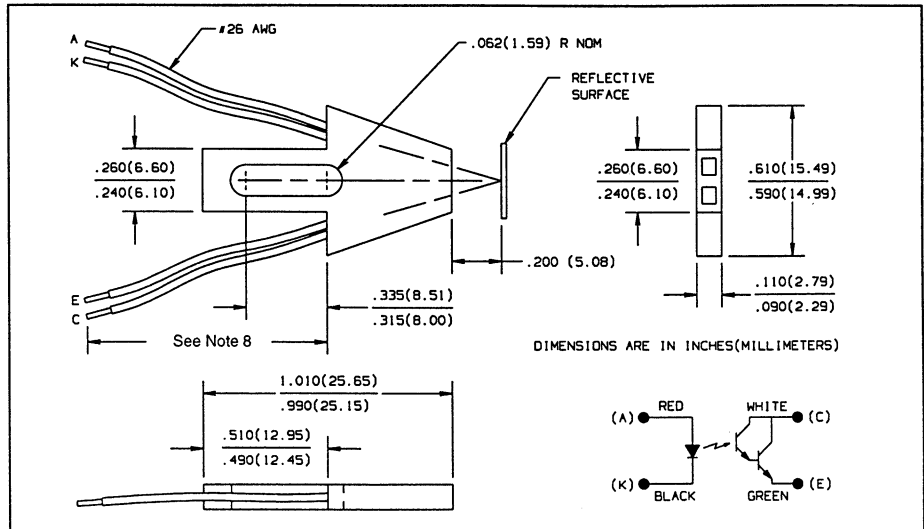 #26 AWG
A
K
.062(1.59) R NOM
REFLECTIVE
SURFACE
.260(6.60)
.240(6.10)
.260(6.60)
.240(6.10)
.610(15.49)
.590(14.99)
.200 (5.08)
.110(2.79)
.090(2.29)
.335(8.51)
.315(8.00)
E
C
See Note 8
DIMENSIONS ARE IN INCHES(MILLIMETERS)
1.010(25.65)
.990(25.15)
.510(12.95)
.490(12.45)
RED
WHITE
(A)
(C)
(K)
(E)
BLACK
GREEN